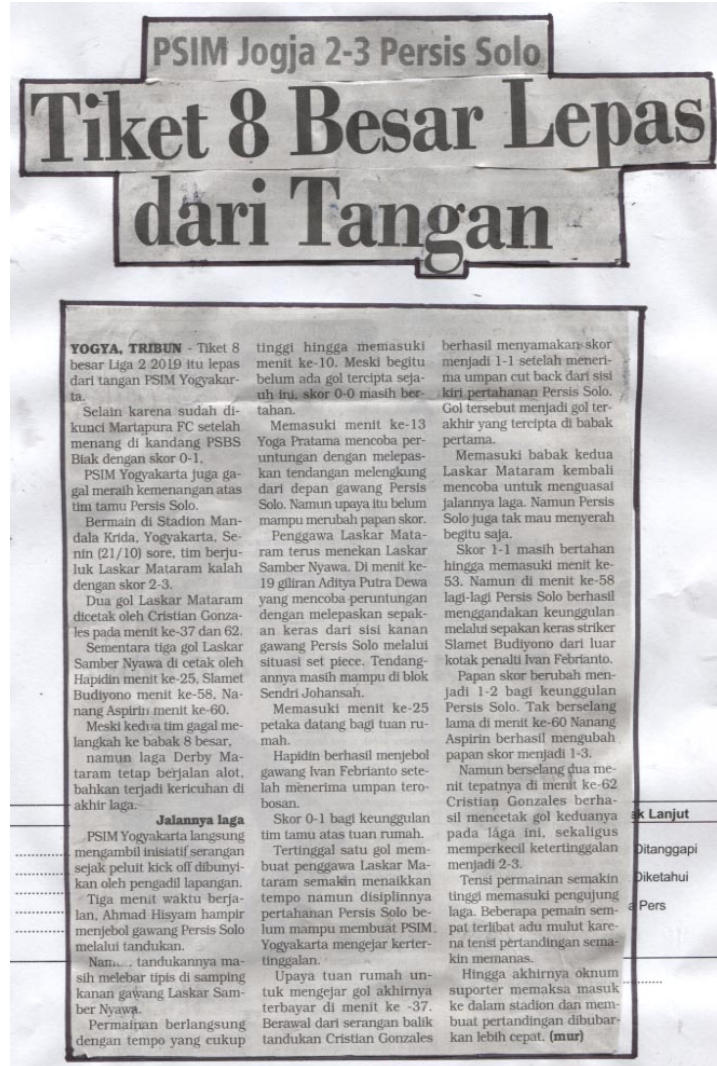 PSIM Jogja 2-3 Persis Solo
Tiket 8 Besar Lepas
dari Tangan
YOGYA, TRIBUN - Tiket 8
besar Liga 2 2019 itu lepas
dari tangan PSIM Yogyakar-
ta.
Selain karena sudah di-
kunci Martapura FC setelah
menang di kandang PSBS
Biak dengan skor 0-1.
PSIM Yogyakarta juga ga-
gal meraih kemenangan atas
tim tamu Persis Solo.
Bermain di Stadion Man-
dala Krida, Yogyakarta, Se-
nin (21/10) sore, tim berju-
luk Laskar Mataram kalah
dengan skor 2-3.
Dua gol Laskar Mataram
dicetak oleh Cristian Gonza-
les pada menit ke-37 dan 62.
Sementara tiga gol Laskar
Samber Nyawa di cetak oleh
Hapidin menit ke-25, Slamet
Budiyono menit ke-58, Na-
nang Aspirin menit ke-60.
Meski kedua tim gagal me-
langkah ke babak 8 besar,
namun laga Derby Ma-
taram tetap berjalan alot,
bahkan terjadi kericuhan di
akhir laga.
Jalannya laga
PSIM Yogyakarta langsung
mengambil inisiatif serangan
sejak peluit kick off dibunyi-
kan oleh pengadil lapangan.
Tiga menit waktu berja-
lan, Ahmad Hisyam hampir
menjebol gawang Persis Solo
melalui tandukan.
tandukannya ma-
sih melebar tipis di samping
kanan gawang Laskar Sam-
ber Nyawa.
Permainan berlangsung
dengan tempo yang cukup
tinggi hingga memasuki
menit ke-10. Meski begitu
belum ada gol tercipta seja-
uh ini, skor 0-0 masih ber-
tahan.
Memasuki menit ke-13
Yoga Pratama mencoba per-
untungan dengan melepas-
kan tendangan melengkung
dari depan gawang Persis
Solo. Namun upaya itu belum
mampu merubah papan skor.
Penggawa Laskar Mata-
ram terus menekan Laskar
Samber Nyawa. Di menit ke-
19 giliran Aditya Putra Dewa
yang mencoba peruntungan
dengan melepaskan sepak-
an keras dari sisi kanan
gawang Persis Solo melalui
situasi set piece. Tendang-
annya masih mampu di blok
Sendri Johansah.
Memasuki menit ke-25
petaka datang bagi tuan ru-
mah.
Hapidin berhasil menjebol
gawang Ivan Febrianto sete-
lah menerima umpan tero-
bosan.
Skor 0-1 bagi keunggulan
tim tamu atas tuan rumah.
Tertinggal satu gol mem-
buat penggawa Laskar Ma-
taram semakin menaikkan
tempo namun disiplinnya
pertahanan Persis Solo be-
lum mampu membuat PSIM
Yogyakarta mengejar kerter-
tinggalan.
Upaya tuan rumah un-
tuk mengejar gol akhirnya
terbayar di menit ke -37.
Berawal dari serangan balik
tandukan Cristian Gonzales
berhasil menyamakan skor
menjadi 1-1 setelah meneri-
ma umpan cut back dari sisi
kiri pertahanan Persis Solo.
Gol tersebut menjadi gol ter-
akhir yang tercipta di babak
pertama.
Memasuki babak kedua
Laskar Mataram kembali
mencoba untuk menguasai
jalannya laga. Namun Persis
Solo juga tak mau menyerah
begitu saja.
Skor 1-1 masih bertahan
hingga memasuki menit ke-
53. Namun di menit ke-58
lagi-lagi Persis Solo berhasil
menggandakan keunggulan
melalui sepakan keras striker
Slamet Budiyono dari luar
kotak penalti Ivan Febrianto.
Papan skor berubah men-
jadi 1-2 bagi keunggulan
Persis Solo. Tak berselang
lama di menit ke-60 Nanang
Aspirin berhasil mengubah
papan skor menjadi 1-3.
Namun berselang dua me-
nit tepatnya di menit ke-62
Cristian Gonzales berha-
sil mencetak gol keduanya
pada laga ini, sekaligus
memperkecil ketertinggalan
menjadi 2-3.
Tensi permainan semakin
tinggi memasuki pengujung
laga. Beberapa pemain sem-
pat terlibat adu mulut kare-
na tensi pertandingan sema-
kin memanas.
Hingga akhirnya oknum
suporter memaksa masuk
ke dalam stadion dan mem-
buat pertandingan dibubar-
kan lebih cepat. (mur)
k Lanjut
Ditanggapi
Diketahui
Pers